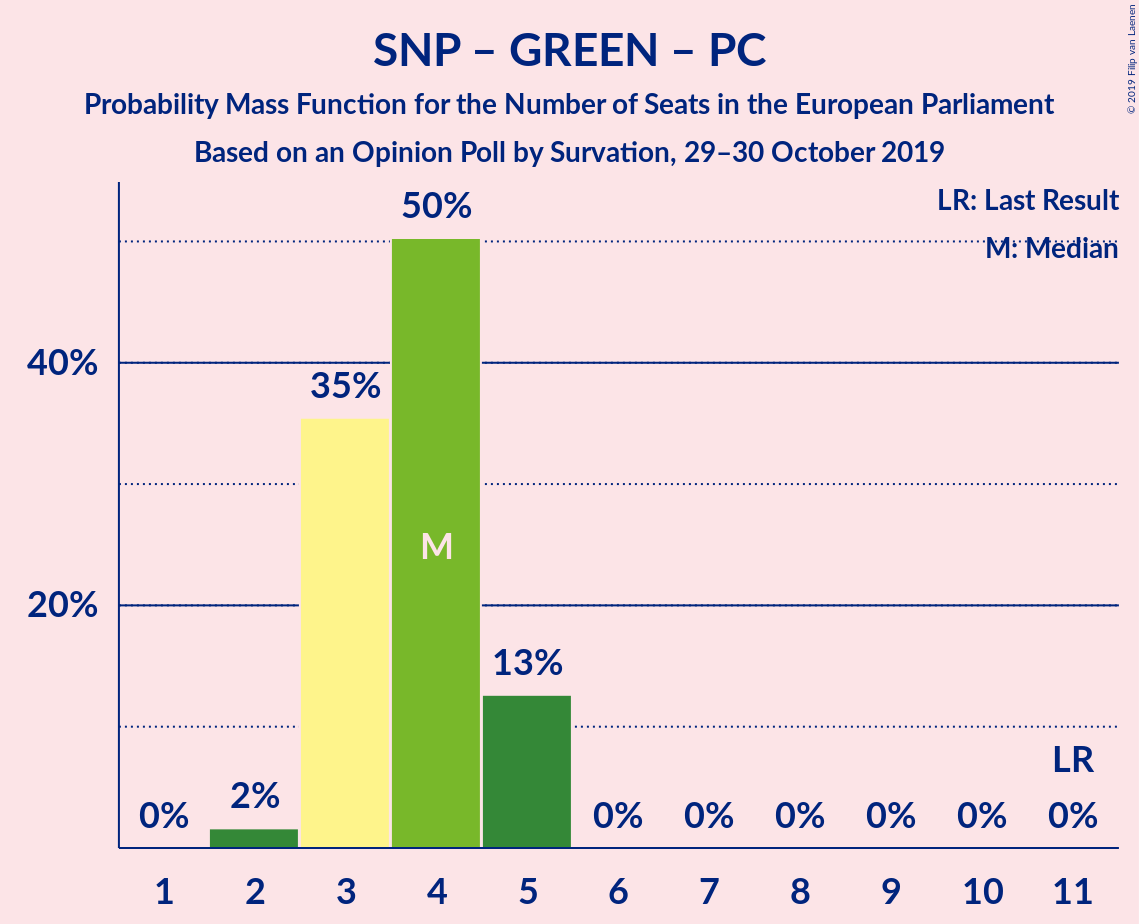 SNP – GREEN – PC
Probability Mass Function for the Number of Seats in the European Parliament
Based on an Opinion Poll by Survation, 29–30 October 2019
© 2019 Filip van Laenen
LR: Last Result
M: Median
50%
40%
35%
M
20%
13%
LR
0% 2% 0% 0% 0% 0% 0% 0%
1 2 3 4 5 6 7 8 9 10 11